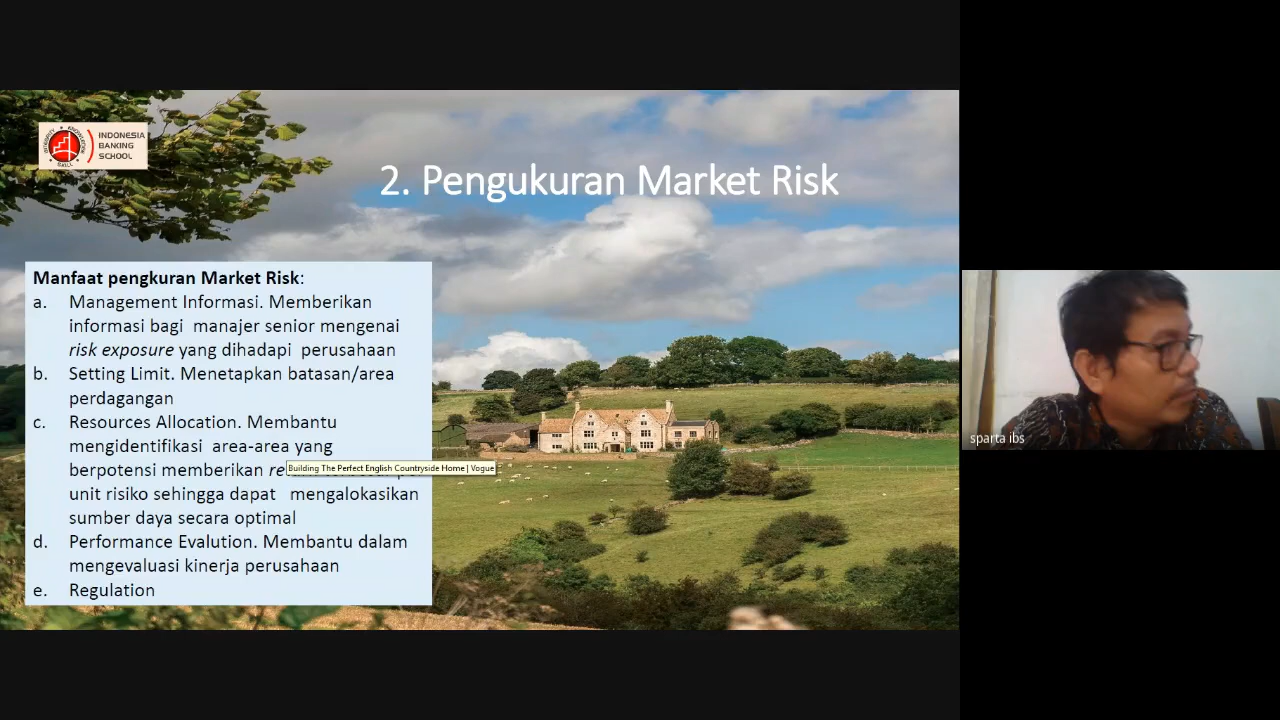 INDONESIA
BANKING
SCHOOL
2. Pengukuran Market Risk
Manfaat pengkuran Market Risk:
a. Management Informasi. Memberikan
informasi bagi manajer senior mengenai
risk exposure yang dihadapi perusahaan
b. Setting Limit. Menetapkan batasan/area
perdagangan
c. Resources Allocation. Membantu
mengidentifikasi area-area yang
berpotensi memberikan re
Building The Perfect English Countryside Home | Vogue
unit risiko sehingga dapat mengalokasikan
sumber daya secara optimal
d. Performance Evalution. Membantu dalam
mengevaluasi kinerja perusahaan
e. Regulation
sparta ibs